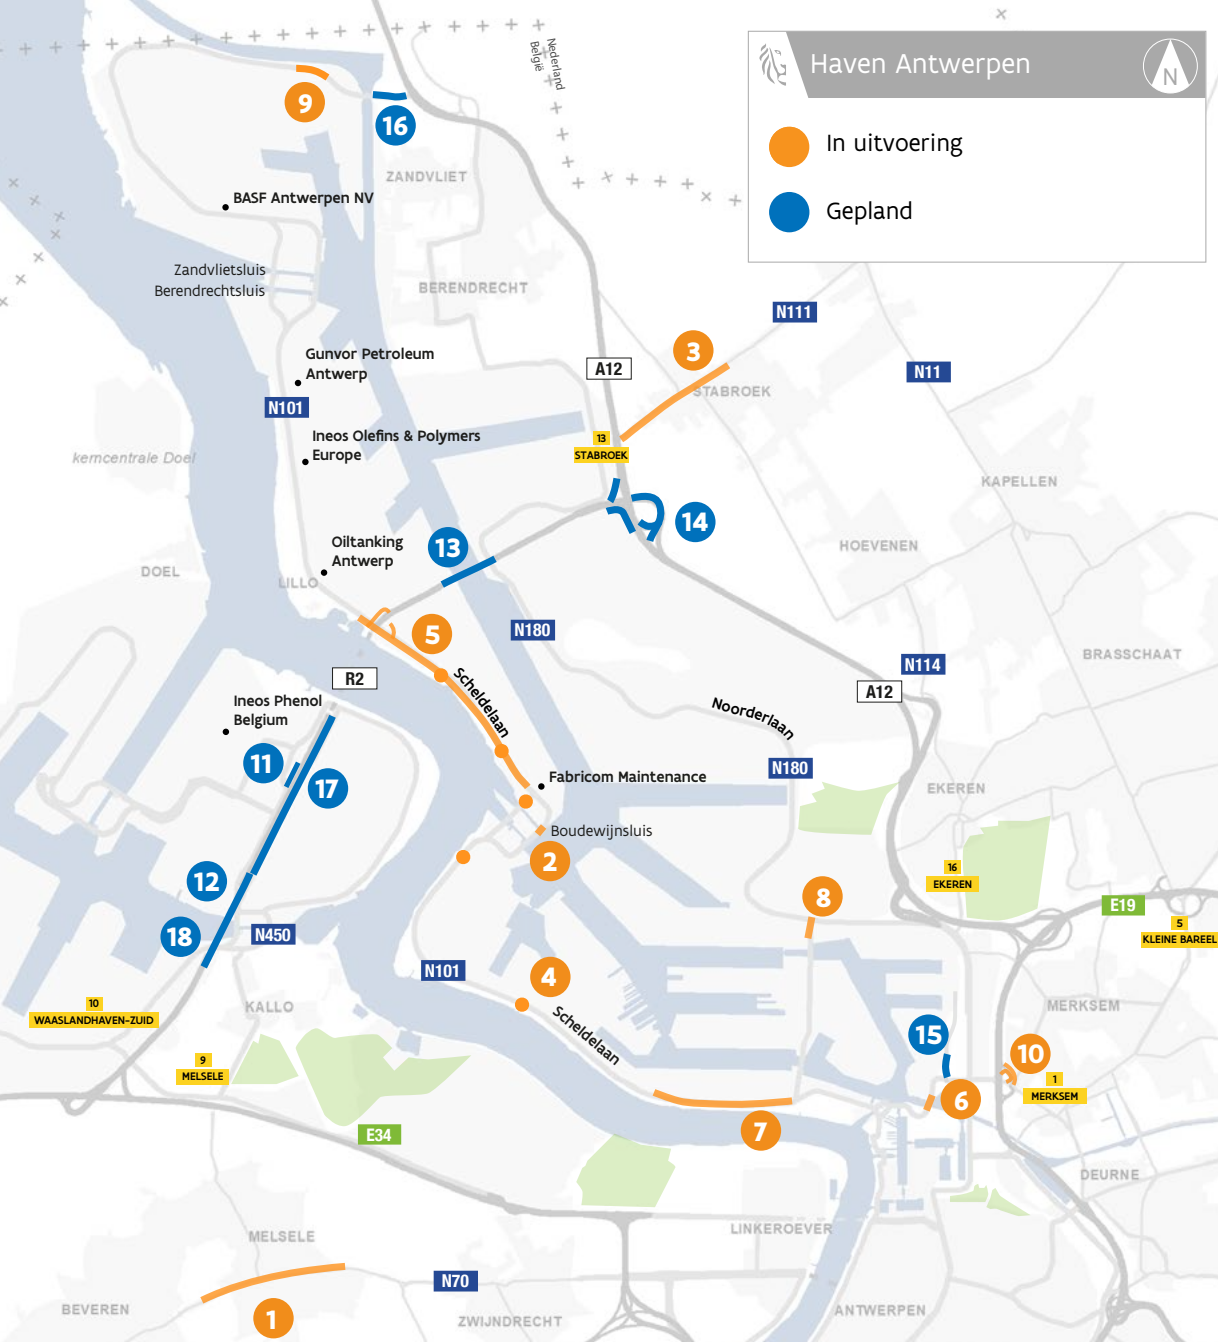 Nederland
België
Haven Antwerpen
N
In uitvoering
Gepland
9
16
ZANDVLIET
BASF Antwerpen NV
Zandvlietsluis
Berendrechtsluis
BERENDRECHT
N111
3
Gunvor Petroleum
Antwerp
A12
N11
STABROEK
N101
Ineos Olefins & Polymers
Europe
13
STABROEK
kerncentrale Doel
KAPELLEN
14
Oiltanking
Antwerp
13
HOEVENEN
DOEL
LILLO
5
N180
BRASSCHAAT
N114
R2
A12
Scheldelaan
Ineos Phenol
Belgium
Noorderlaan
11
17
Fabricom Maintenance
N180
EKEREN
Boudewijnsluis
2
12
16
EKEREN
8
E19
18
N450
5
KLEINE BAREEL
N101
4
10
WAASLANDHAVEN-ZUID
KALLO
MERKSEM
Scheldelaan
15
10
9
MELSELE
1
MERKSEM
6
7
E34
DEURNE
LINKEROEVER
MELSELE
N70
BEVEREN
1
ZWIJNDRECHT
ANTWERPEN